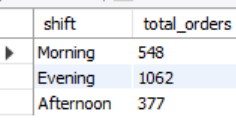 shift total_orders
Morning 548
Evening 1062
Afternoon 377